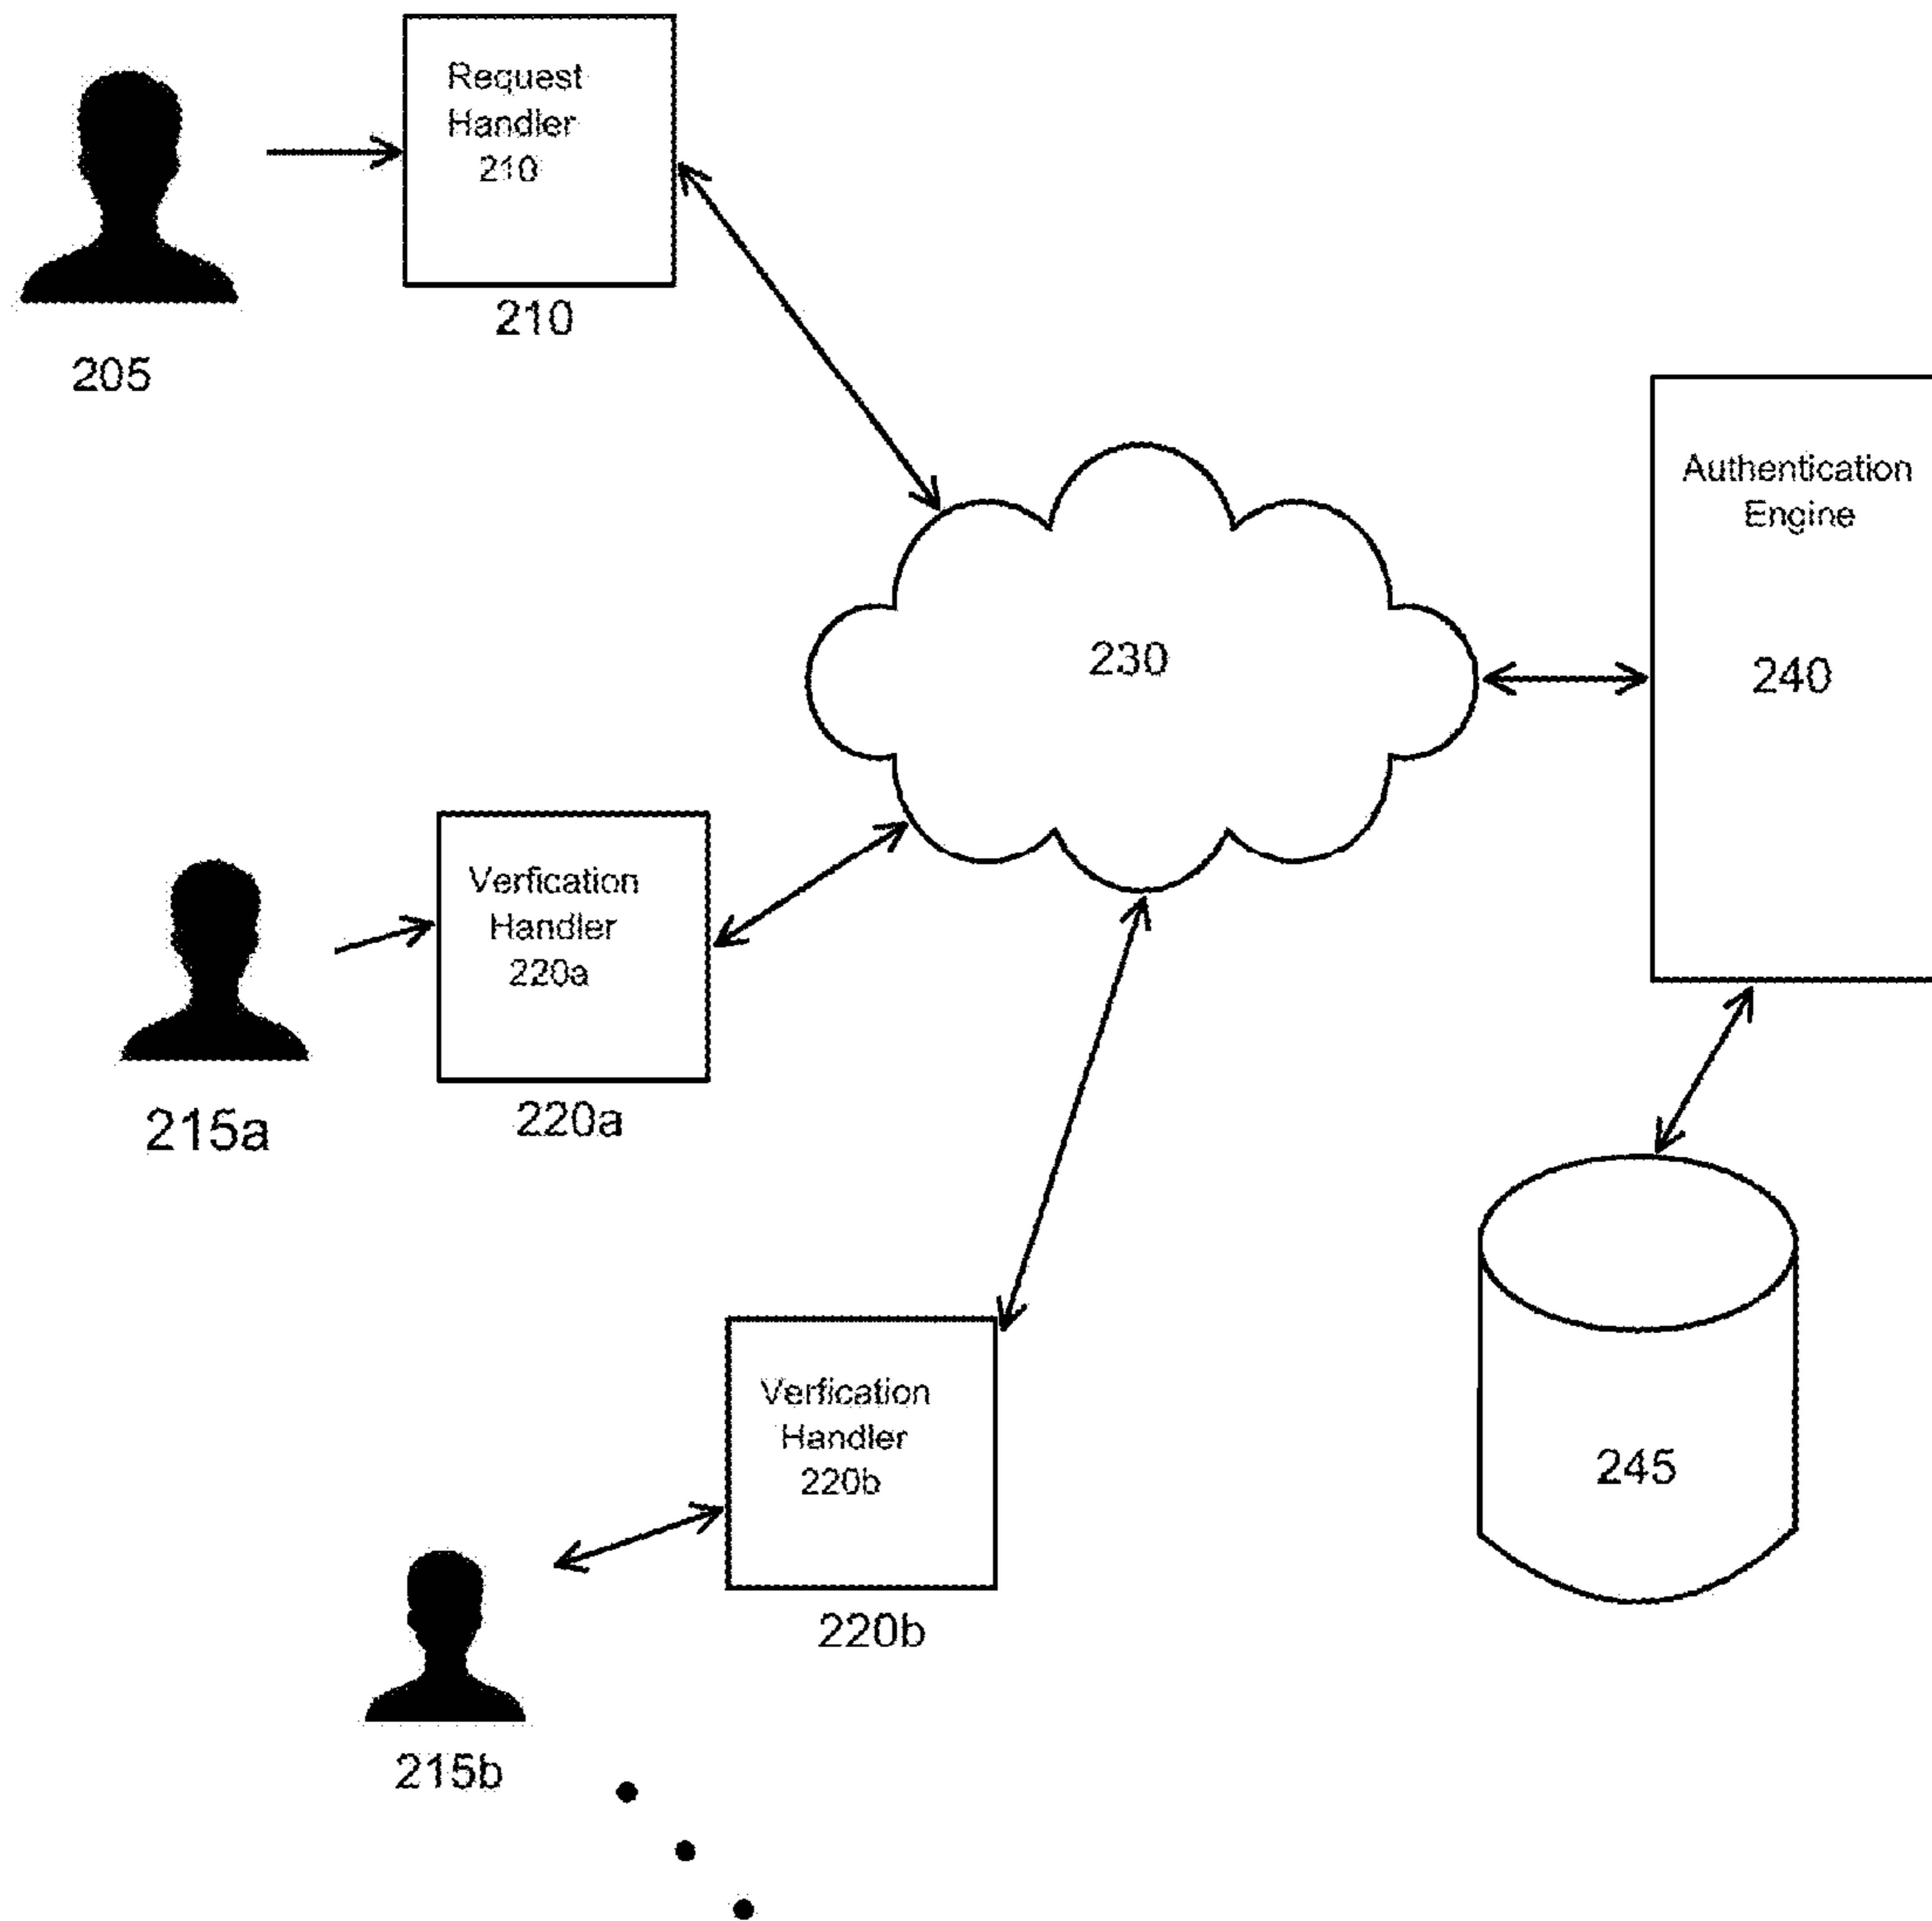 Request
Handler
210
210
205
Authentication
Engine
230
240
Verfication
Handler
220a
220a
215a
Verfication
Handler
220b
220b
215b
245